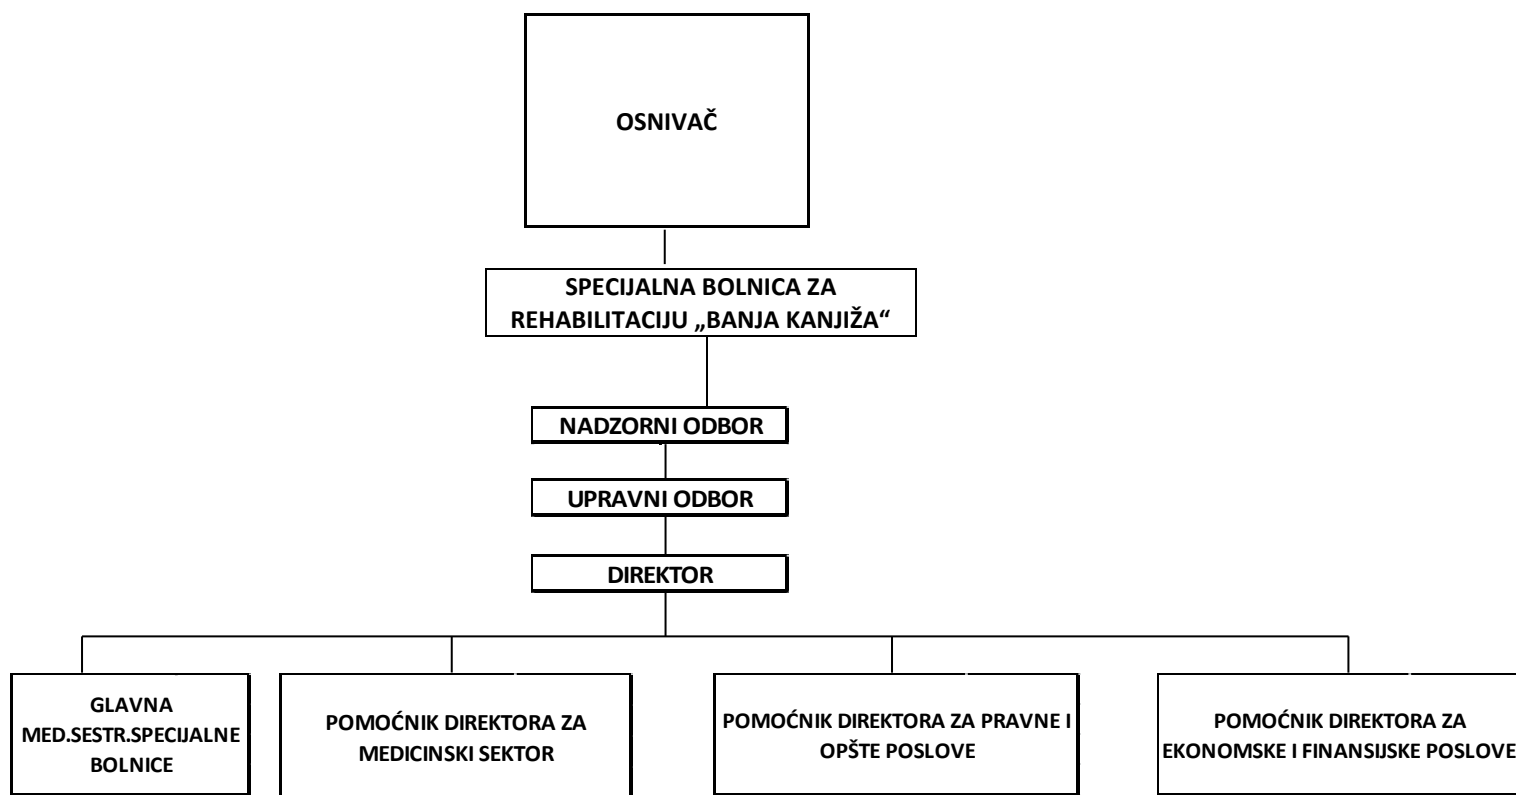 OSNIVAČ
SPECIJALNA BOLNICA ZA
REHABILITACIJU „BANJA KANJIŽA“
NADZORNI ODBOR
UPRAVNI ODBOR
DIREKTOR
GLAVNA
MED.SESTR.SPECIJALNE
BOLNICE
POMOĆNIK DIREKTORA ZA
MEDICINSKI SEKTOR
POMOĆNIK DIREKTORA ZA PRAVNE I
OPŠTE POSLOVE
POMOĆNIK DIREKTORA ZA
EKONOMSKE I FINANSIJSKE POSLOVE